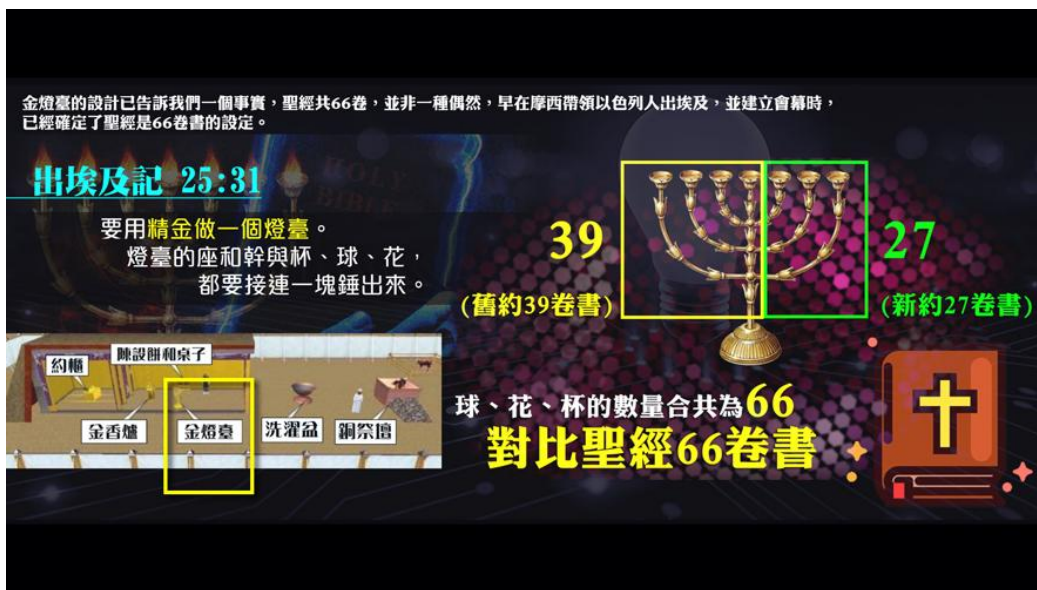 金燈臺的設計已告訴我們一個事實，聖經共66卷，並非一種偶然，早在摩西帶領以色列人出埃及，並建立會幕時，
已經確定了聖經是66卷書的設定。
HOLY
BIBLE
出埃及記 25:31
要用精金做一個燈臺。
燈臺的座和幹與杯、球、花，
都要接連一塊錘出來。
39
(舊約39卷書)
27
(新約27卷書)
約櫃
陳設餅和桌子
金香爐
金燈臺
洗濯盆
銅祭壇
球、花、杯的數量合共為66
對比聖經66卷書